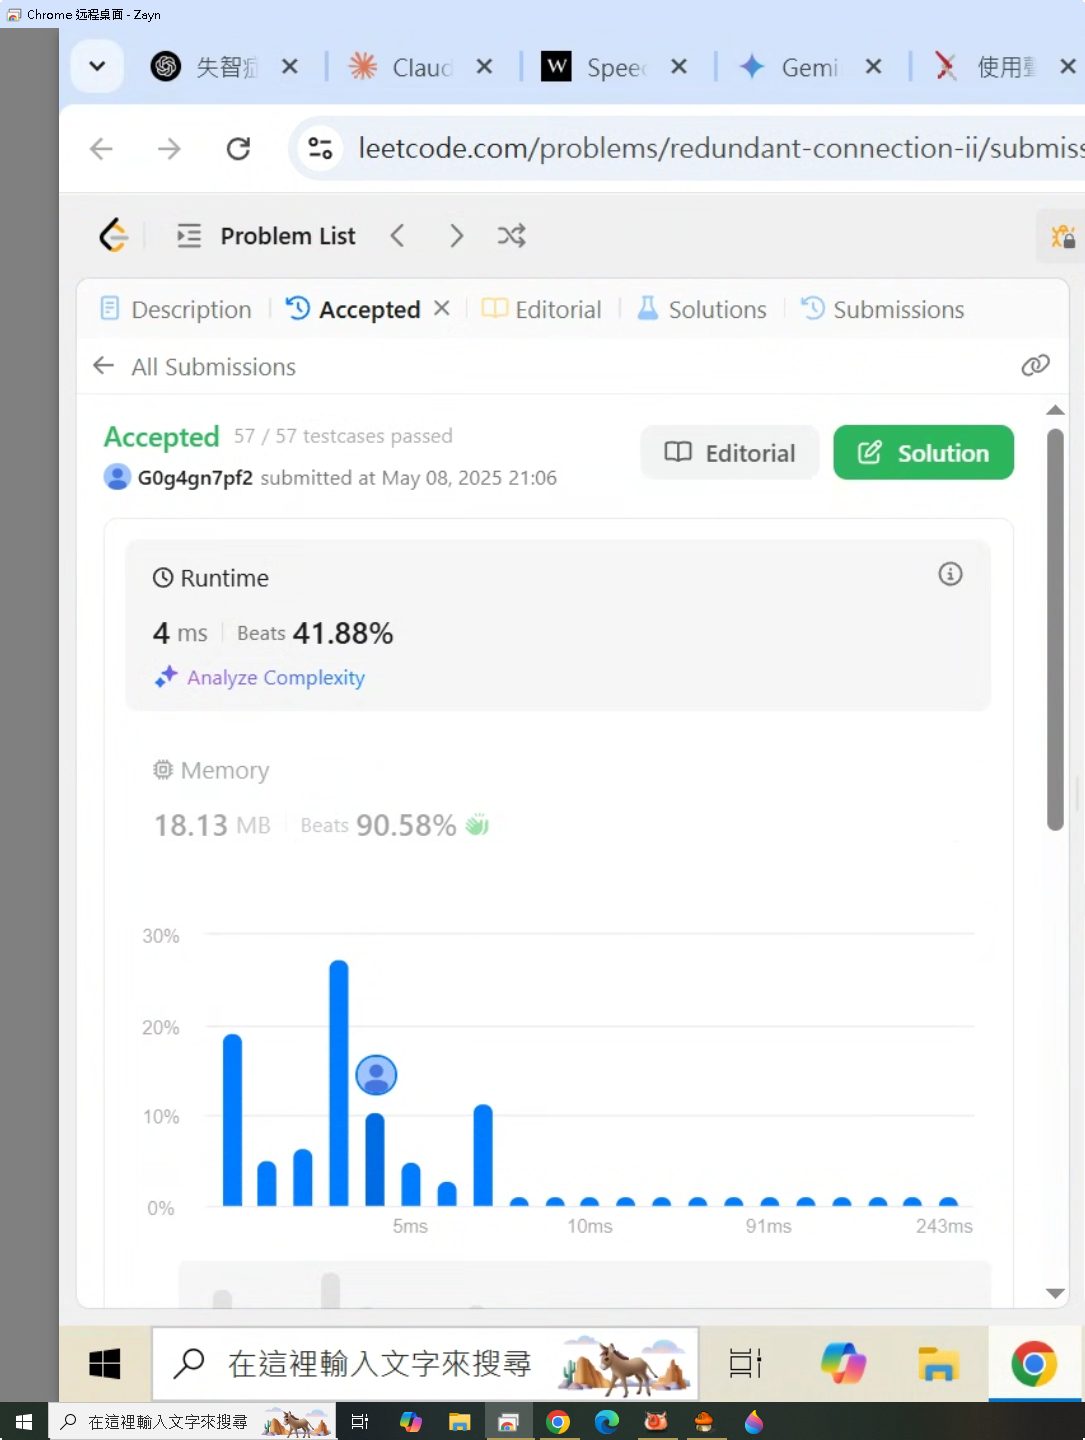 Chrome 远程桌面 - Zayn
失智症 Claud Speec Gemi 使用
leetcode.com/problems/redundant-connection-ii/submiss
Problem List
Description Accepted Editorial Solutions Submissions
All Submissions
Accepted 57 / 57 testcases passed
Editorial Solution
G0g4gn7pf2 submitted at May 08, 2025 21:06
Runtime
4 ms Beats 41.88%
Analyze Complexity
Memory
18.13 MB Beats 90.58%
30%
20%
10%
0%
5ms 10ms 91ms 243ms
在這裡輸入文字來搜尋
在這裡輸入文字來搜尋